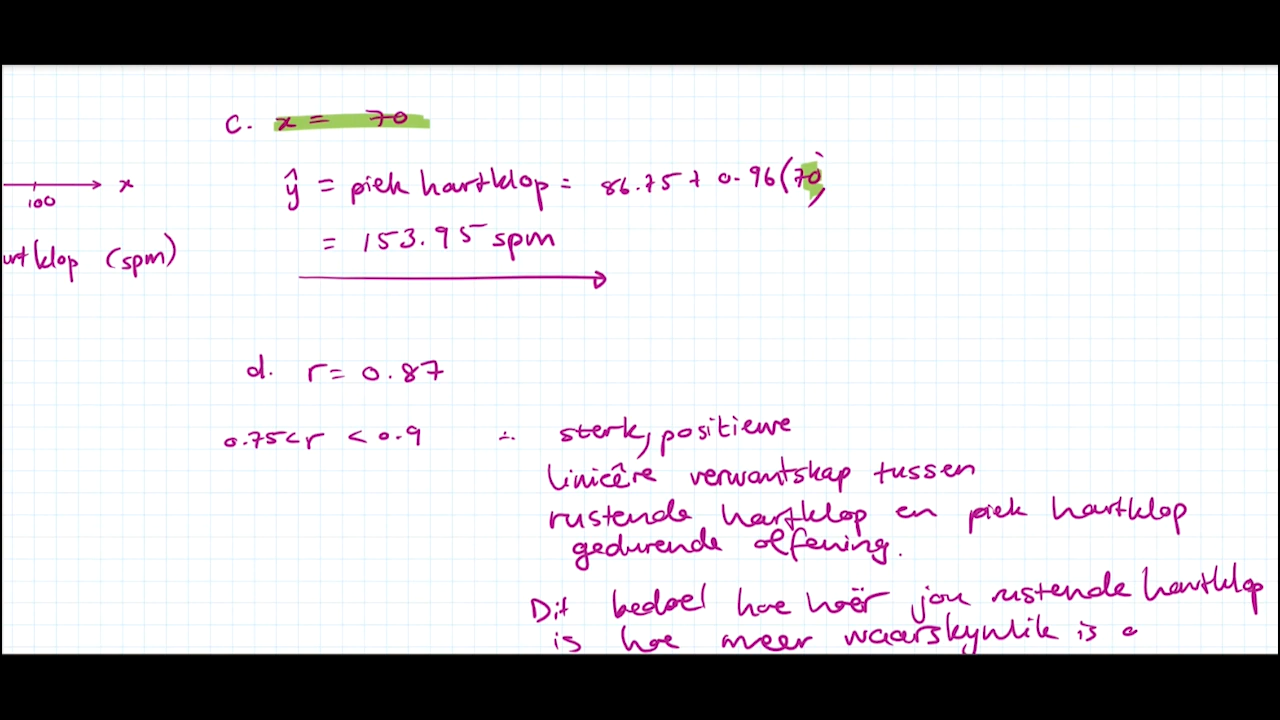 c. x = 70
ŷ = piek hartklop = 86.75 + 0.96(70)
x
100
= 153.95 spm
urtklop (spm)
d. r = 0.87
0.75 < r < 0.9 ∴ sterk, positiewe
liniêre verwantskap tussen
rustende hartklop en piek hartklop
gedurende oefening.
Dit bedoel hoe hoër jou rustende hartklop
is hoe meer waarskynlik is